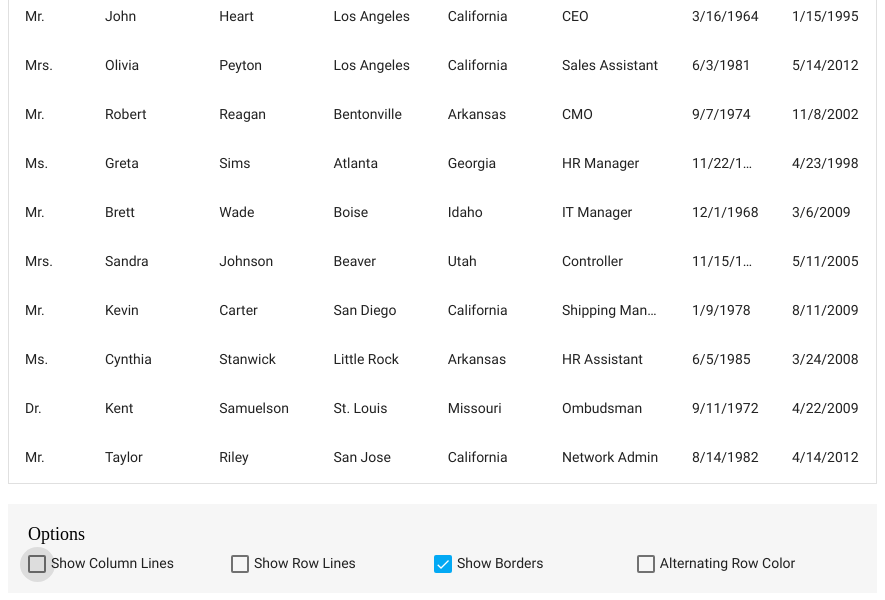 Mr. John Heart Los Angeles California CEO 3/16/1964 1/15/1995
Mrs. Olivia Peyton Los Angeles California Sales Assistant 6/3/1981 5/14/2012
Mr. Robert Reagan Bentonville Arkansas CMO 9/7/1974 11/8/2002
Ms. Greta Sims Atlanta Georgia HR Manager 11/22/1... 4/23/1998
Mr. Brett Wade Boise Idaho IT Manager 12/1/1968 3/6/2009
Mrs. Sandra Johnson Beaver Utah Controller 11/15/1... 5/11/2005
Mr. Kevin Carter San Diego California Shipping Man... 1/9/1978 8/11/2009
Ms. Cynthia Stanwick Little Rock Arkansas HR Assistant 6/5/1985 3/24/2008
Dr. Kent Samuelson St. Louis Missouri Ombudsman 9/11/1972 4/22/2009
Mr. Taylor Riley San Jose California Network Admin 8/14/1982 4/14/2012
Options
Show Column Lines Show Row Lines Show Borders Alternating Row Color